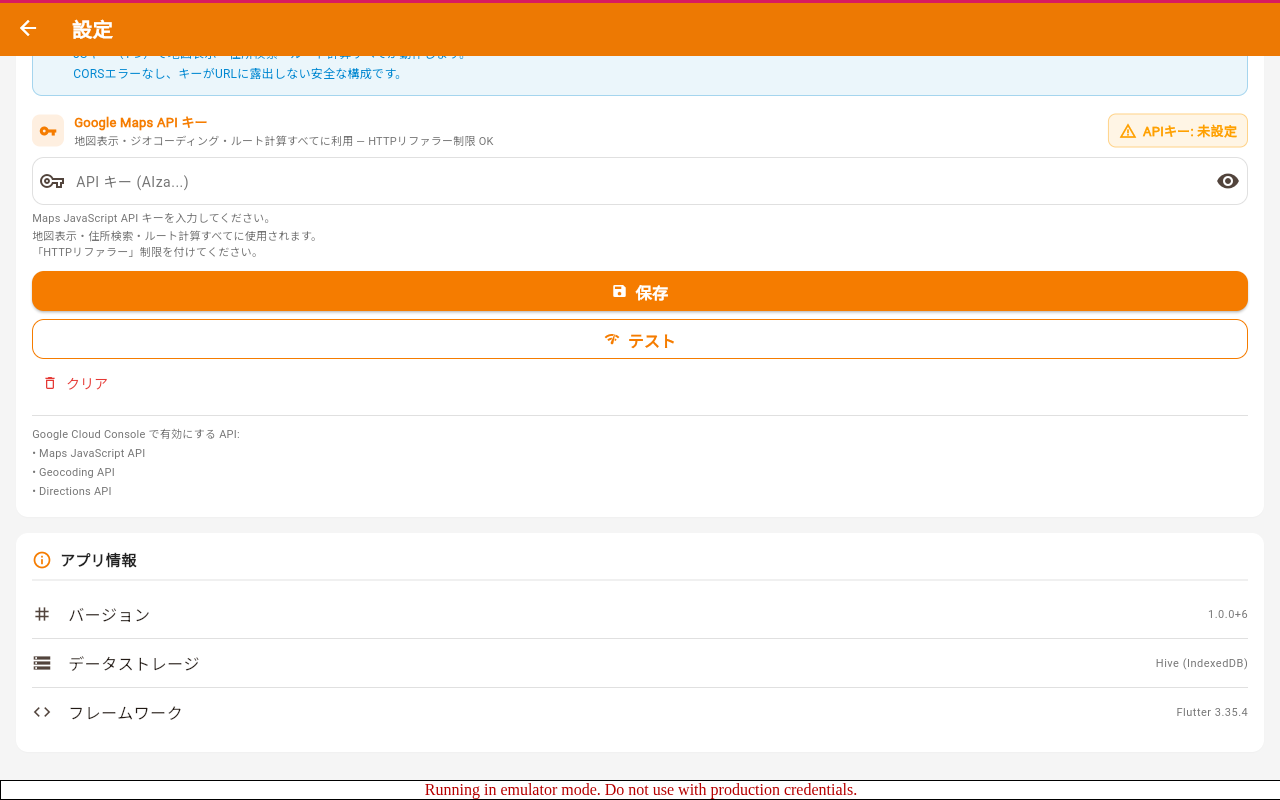 設定
CORSエラーなし、キーがURLに露出しない安全な構成です。
Google Maps API キー
地図表示・ジオコーディング・ルート計算すべてに利用 — HTTPリファラー制限 OK
APIキー: 未設定
API キー (AIza...)
Maps JavaScript API キーを入力してください。
地図表示・住所検索・ルート計算すべてに使用されます。
「HTTPリファラー」制限を付けてください。
保存
テスト
クリア
Google Cloud Console で有効にする API:
• Maps JavaScript API
• Geocoding API
• Directions API
アプリ情報
バージョン
1.0.0+6
データストレージ
Hive (IndexedDB)
フレームワーク
Flutter 3.35.4
Running in emulator mode. Do not use with production credentials.